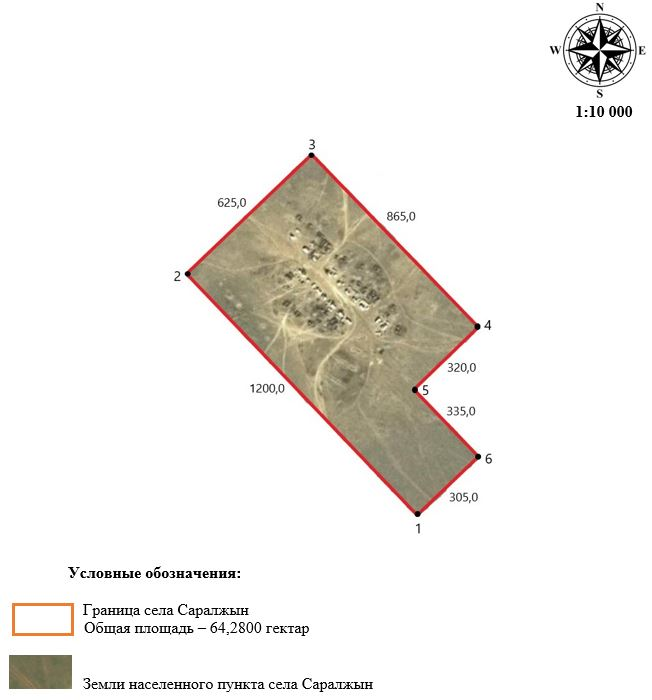 N
W E
S
1:10 000
3
625,0
865,0
2
4
320,0
1200,0
5
335,0
6
305,0
1
Условные обозначения:
Граница села Саралжын
Общая площадь – 64,2800 гектар
Земли населенного пункта села Саралжын